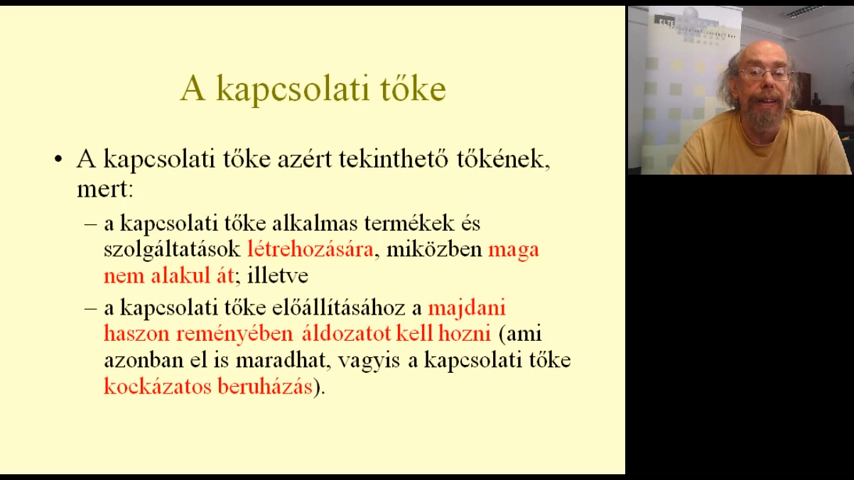 A kapcsolati tőke
• A kapcsolati tőke azért tekinthető tőkének,
mert:
– a kapcsolati tőke alkalmas termékek és
szolgáltatások létrehozására, miközben maga
nem alakul át; illetve
– a kapcsolati tőke előállításához a majdani
haszon reményében áldozatot kell hozni (ami
azonban el is maradhat, vagyis a kapcsolati tőke
kockázatos beruházás).
ELTE